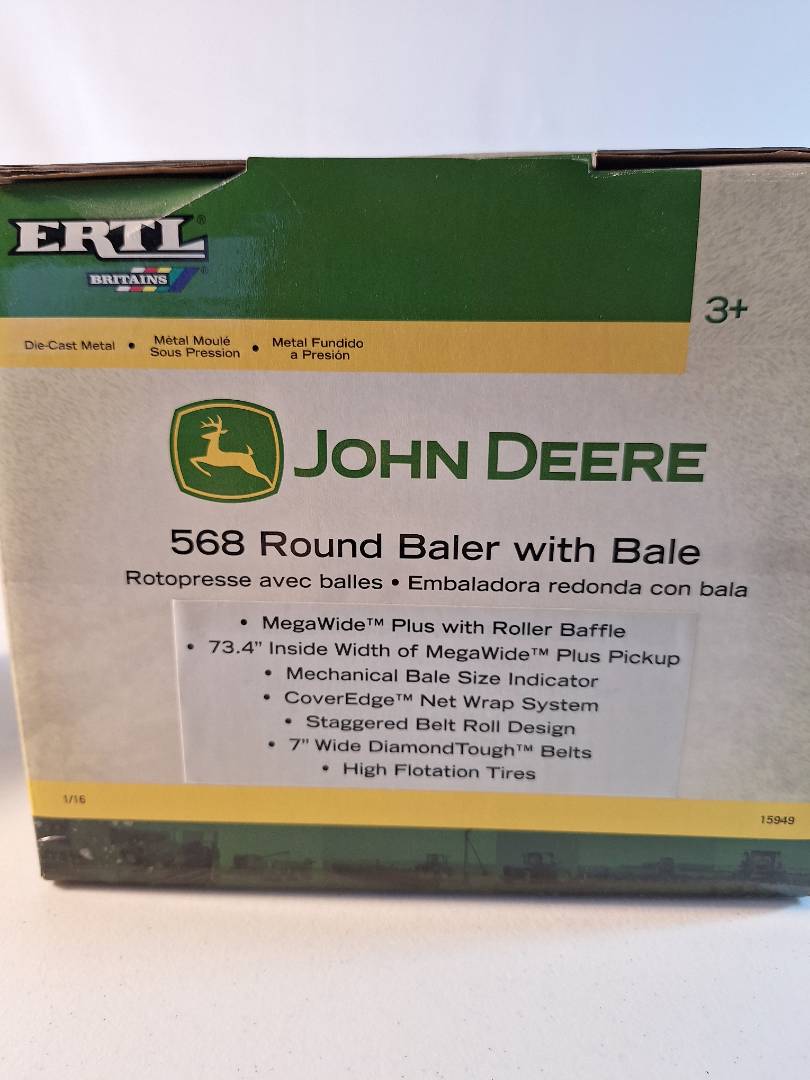 ERTL®
BRITAINS®
3+
Die-Cast Metal • Métal Moulé Sous Pression • Metal Fundido a Presión
JOHN DEERE
568 Round Baler with Bale
Rotopresse avec balles • Embaladora redonda con bala
• MegaWide™ Plus with Roller Baffle
• 73.4" Inside Width of MegaWide™ Plus Pickup
• Mechanical Bale Size Indicator
• CoverEdge™ Net Wrap System
• Staggered Belt Roll Design
• 7" Wide DiamondTough™ Belts
• High Flotation Tires
1/16
15949